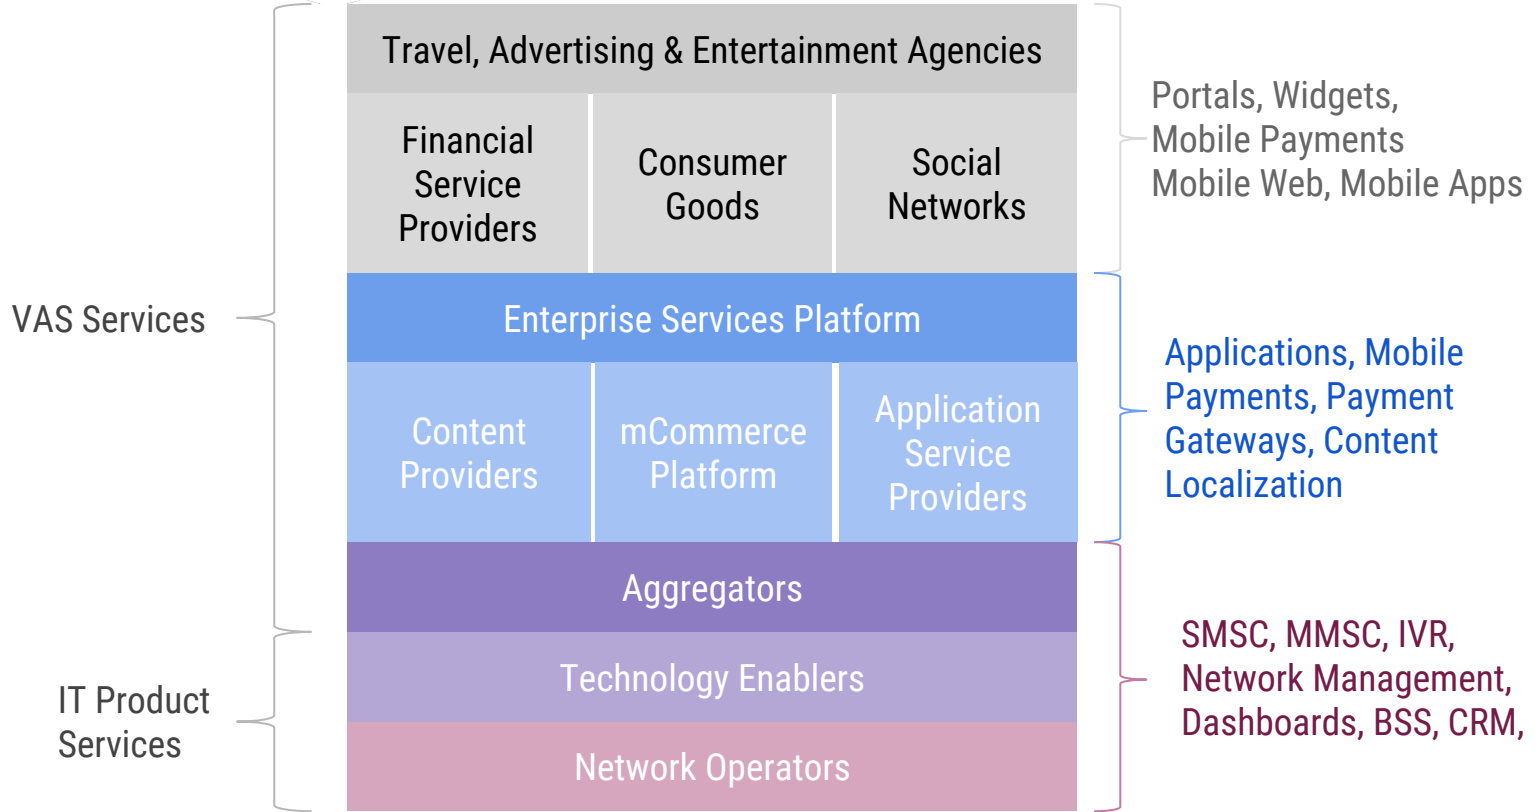 Travel, Advertising & Entertainment Agencies
Financial
Service
Providers
Consumer
Goods
Social
Networks
Portals, Widgets,
Mobile Payments
Mobile Web, Mobile Apps
VAS Services
Enterprise Services Platform
Content
Providers
mCommerce
Platform
Application
Service
Providers
Applications, Mobile
Payments, Payment
Gateways, Content
Localization
Aggregators
Technology Enablers
Network Operators
IT Product
Services
SMSC, MMSC, IVR,
Network Management,
Dashboards, BSS, CRM,